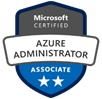 Microsoft
CERTIFIED
AZURE
ADMINISTRATOR
ASSOCIATE